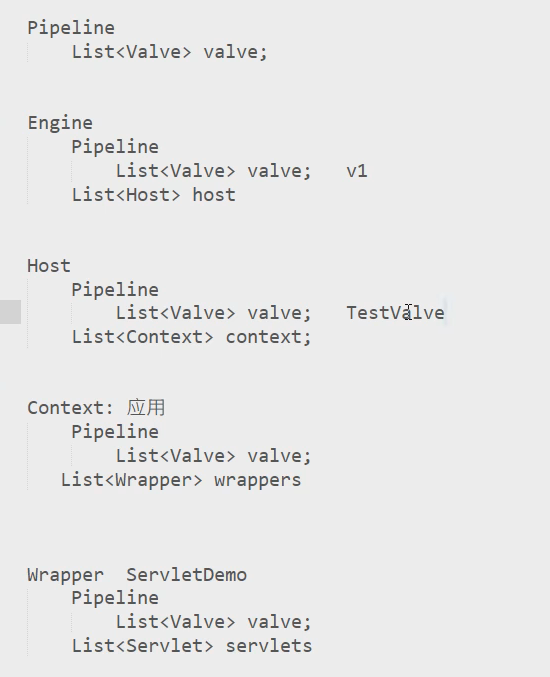 Pipeline
List<Valve> valve;
Engine
Pipeline
List<Valve> valve;   v1
List<Host> host
Host
Pipeline
List<Valve> valve;   TestValve
List<Context> context;
Context: 应用
Pipeline
List<Valve> valve;
List<Wrapper> wrappers
Wrapper  ServletDemo
Pipeline
List<Valve> valve;
List<Servlet> servlets